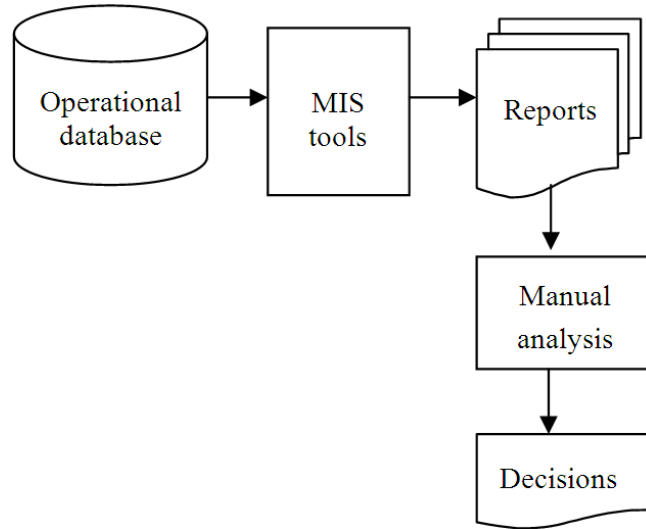 Operational
database
MIS
tools
Reports
Manual
analysis
Decisions